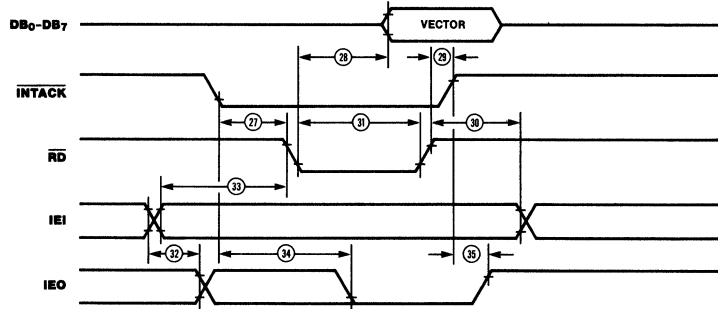 DB₀-DB₇
VECTOR
28
29
INTACK
27
31
30
RD
33
IEI
32
34
35
IEO